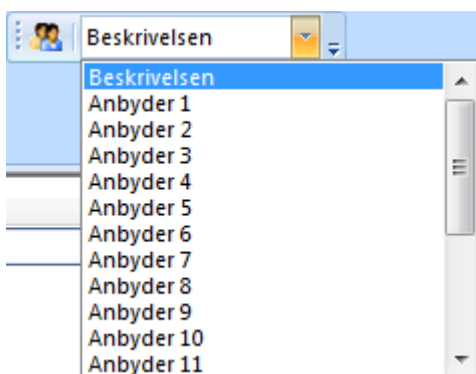 Beskrivelsen
Beskrivelsen
Anbyder 1
Anbyder 2
Anbyder 3
Anbyder 4
Anbyder 5
Anbyder 6
Anbyder 7
Anbyder 8
Anbyder 9
Anbyder 10
Anbyder 11